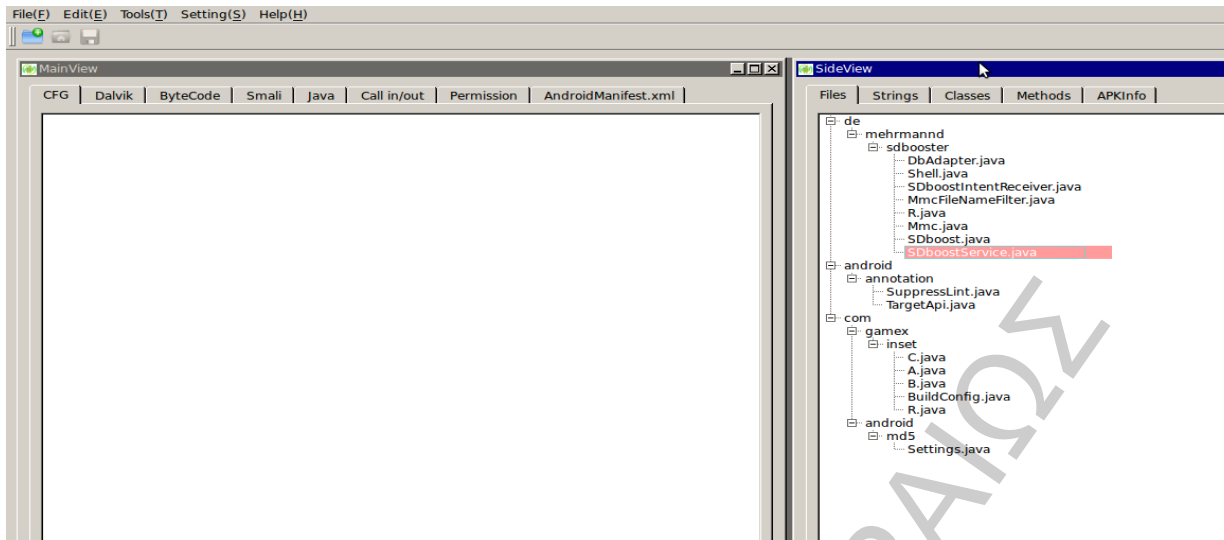 File(F) Edit(E) Tools(T) Setting(S) Help(H)
MainView
CFG Dalvik ByteCode Smali Java Call in/out Permission AndroidManifest.xml
SideView
Files Strings Classes Methods APKInfo
de
mehrmannd
sdbooster
DbAdapter.java
Shell.java
SDboostIntentReceiver.java
MmcFileNameFilter.java
R.java
Mmc.java
SDboost.java
SDboostService.java
android
annotation
SuppressLint.java
TargetApi.java
com
gamex
inset
C.java
A.java
B.java
BuildConfig.java
R.java
android
md5
Settings.java
ΡΑΙΩΣ